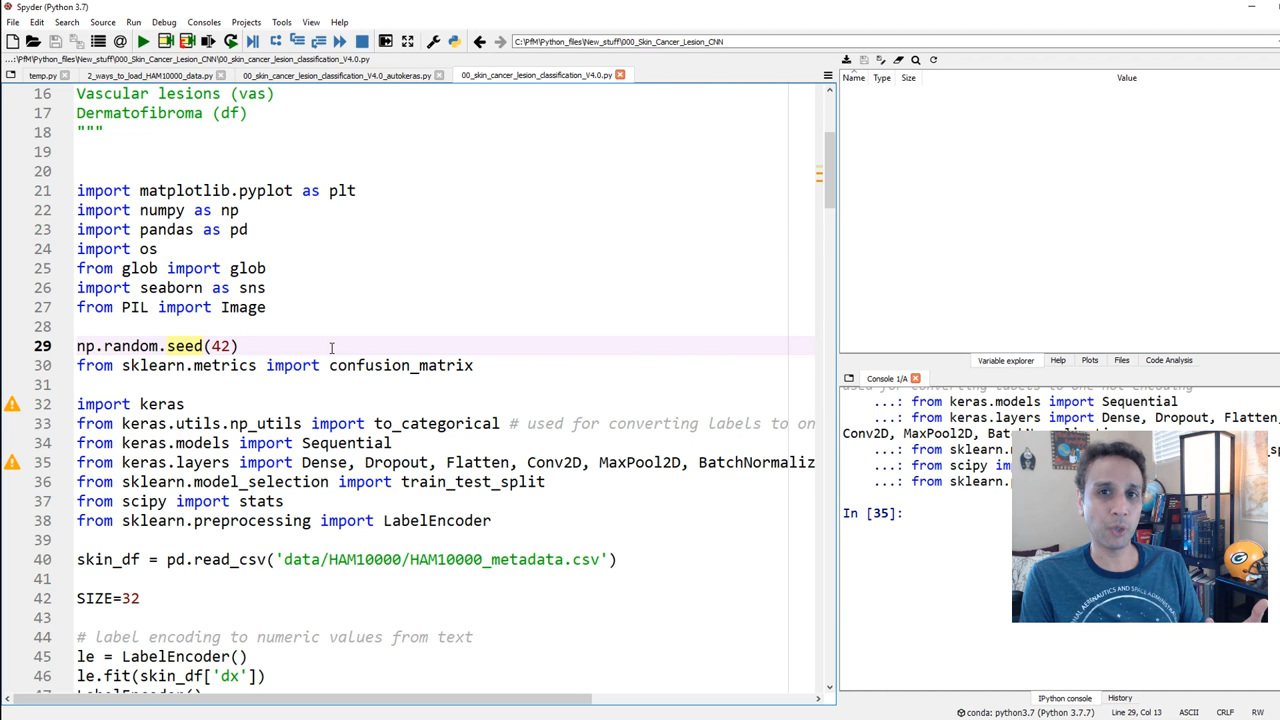 Spyder (Python 3.7)
File Edit Search Source Run Debug Consoles Projects Tools View Help
C:\PfM\Python_files\New_stuff\000_Skin_Cancer_Lesion_CNN
...:\PfM\Python_files\New_stuff\000_Skin_Cancer_Lesion_CNN\00_skin_cancer_lesion_classification_V4.0.py
temp.py 2_ways_to_load_HAM10000_data.py 00_skin_cancer_lesion_classification_V4.0_autokeras.py 00_skin_cancer_lesion_classification_V4.0.py
16 Vascular lesions (vas)
17 Dermatofibroma (df)
18 """
19
20
21 import matplotlib.pyplot as plt
22 import numpy as np
23 import pandas as pd
24 import os
25 from glob import glob
26 import seaborn as sns
27 from PIL import Image
28
29 np.random.seed(42)
30 from sklearn.metrics import confusion_matrix
31
32 import keras
33 from keras.utils.np_utils import to_categorical # used for converting labels to on
34 from keras.models import Sequential
35 from keras.layers import Dense, Dropout, Flatten, Conv2D, MaxPool2D, BatchNormaliz
36 from sklearn.model_selection import train_test_split
37 from scipy import stats
38 from sklearn.preprocessing import LabelEncoder
39
40 skin_df = pd.read_csv('data/HAM10000/HAM10000_metadata.csv')
41
42 SIZE=32
43
44 # label encoding to numeric values from text
45 le = LabelEncoder()
46 le.fit(skin_df['dx'])
LabelEncoder()
Name Type Size Value
Variable explorer Help Plots Files Code Analysis
Console 1/A
used for converting labels to one hot encoding
...: from keras.models import Sequential
...: from keras.layers import Dense, Dropout, Flatten,
Conv2D, MaxPool2D,
...: from sklearn.
...: from scipy
...: from sklearn.
In [35]:
IPython console History
conda: python3.7 (Python 3.7.7) Line 29, Col 13 ASCII CRLF RW